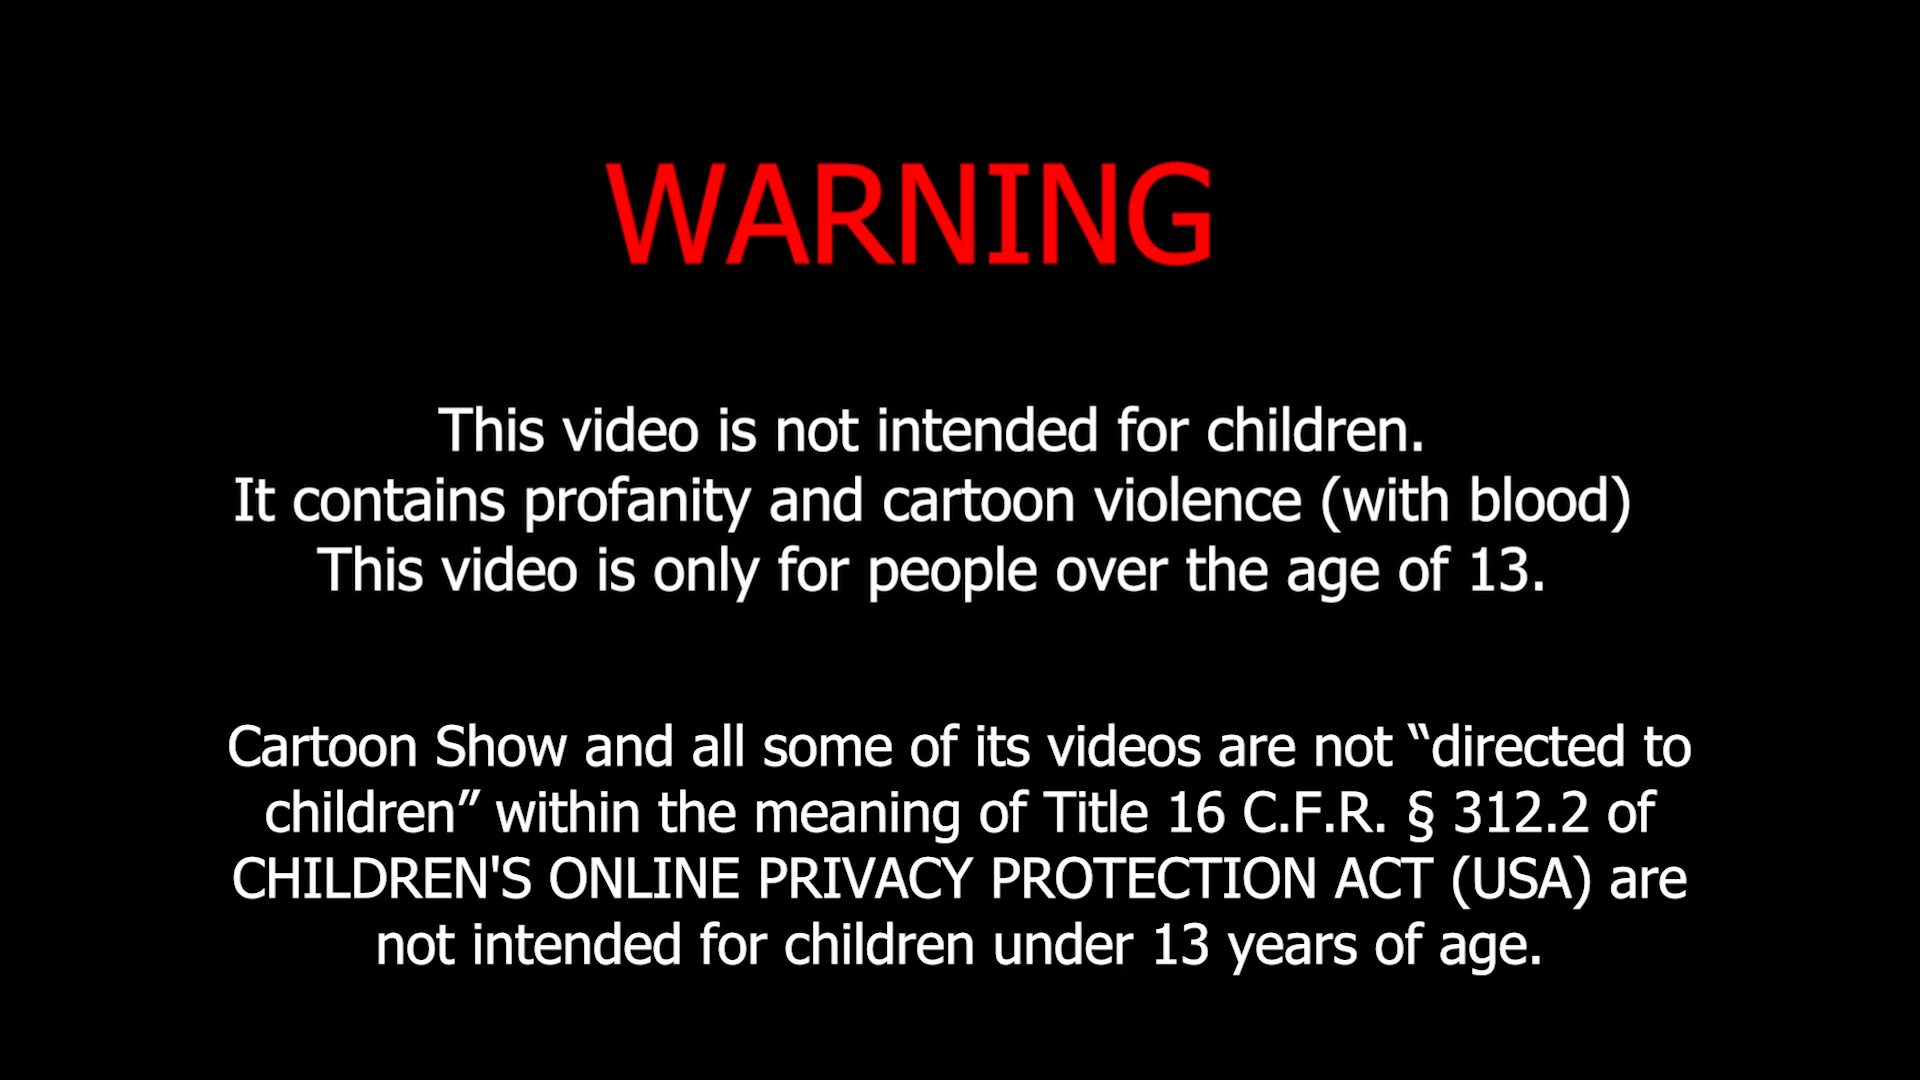 WARNING
This video is not intended for children.
It contains profanity and cartoon violence (with blood)
This video is only for people over the age of 13.
Cartoon Show and all some of its videos are not “directed to
children” within the meaning of Title 16 C.F.R. § 312.2 of
CHILDREN'S ONLINE PRIVACY PROTECTION ACT (USA) are
not intended for children under 13 years of age.